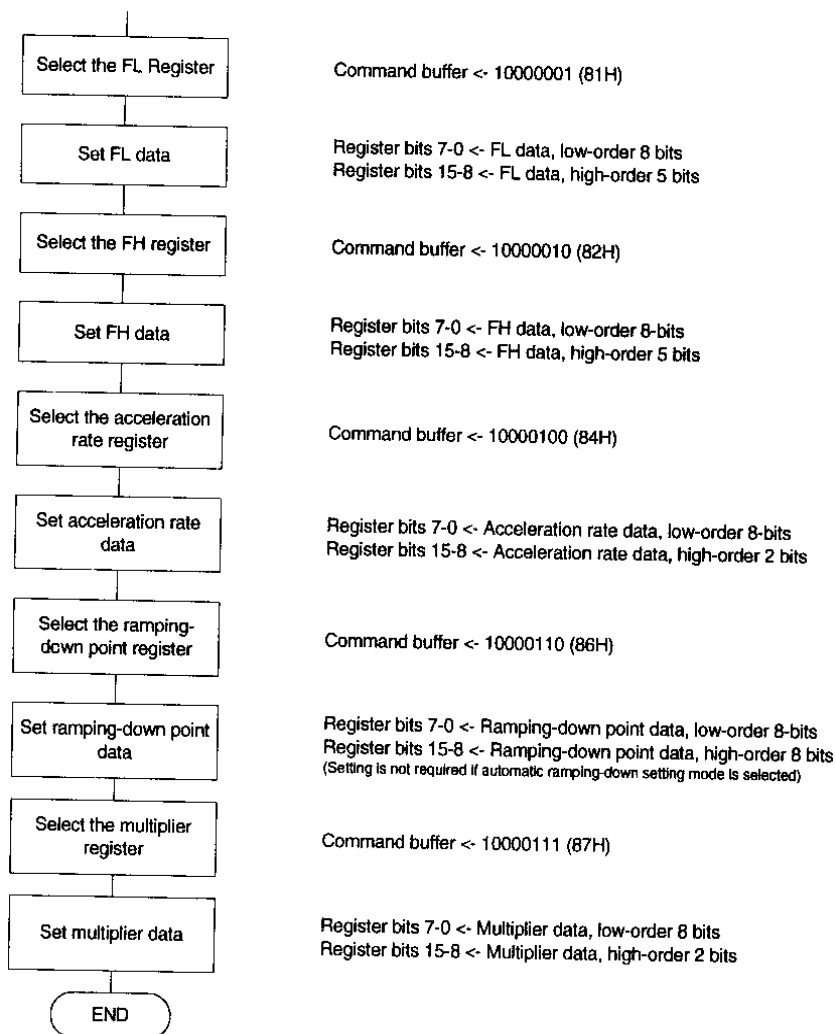 Select the FL Register
Command buffer <- 10000001 (81H)
Set FL data
Register bits 7-0 <- FL data, low-order 8 bits
Register bits 15-8 <- FL data, high-order 5 bits
Select the FH register
Command buffer <- 10000010 (82H)
Set FH data
Register bits 7-0 <- FH data, low-order 8-bits
Register bits 15-8 <- FH data, high-order 5 bits
Select the acceleration
rate register
Command buffer <- 10000100 (84H)
Set acceleration rate
data
Register bits 7-0 <- Acceleration rate data, low-order 8-bits
Register bits 15-8 <- Acceleration rate data, high-order 2 bits
Select the ramping-
down point register
Command buffer <- 10000110 (86H)
Set ramping-down point
data
Register bits 7-0 <- Ramping-down point data, low-order 8-bits
Register bits 15-8 <- Ramping-down point data, high-order 8 bits
(Setting is not required if automatic ramping-down setting mode is selected)
Select the multiplier
register
Command buffer <- 10000111 (87H)
Set multiplier data
Register bits 7-0 <- Multiplier data, low-order 8 bits
Register bits 15-8 <- Multiplier data, high-order 2 bits
END